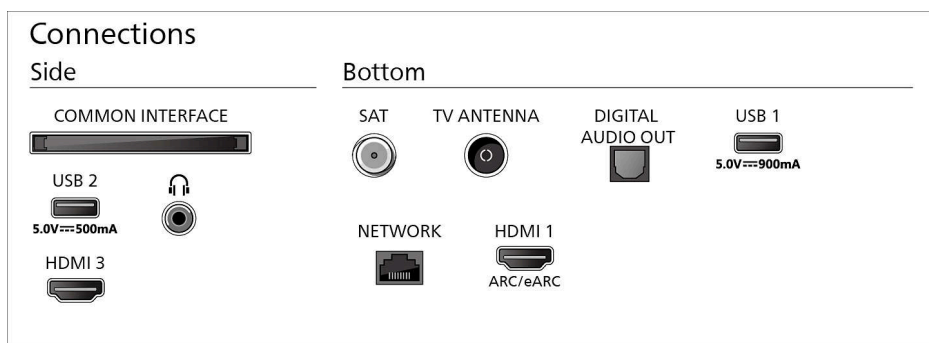 Connections
Side
COMMON INTERFACE
USB 2
5.0V⎓500mA
HDMI 3
Bottom
SAT
TV ANTENNA
DIGITAL
AUDIO OUT
USB 1
5.0V⎓900mA
NETWORK
HDMI 1
ARC/eARC